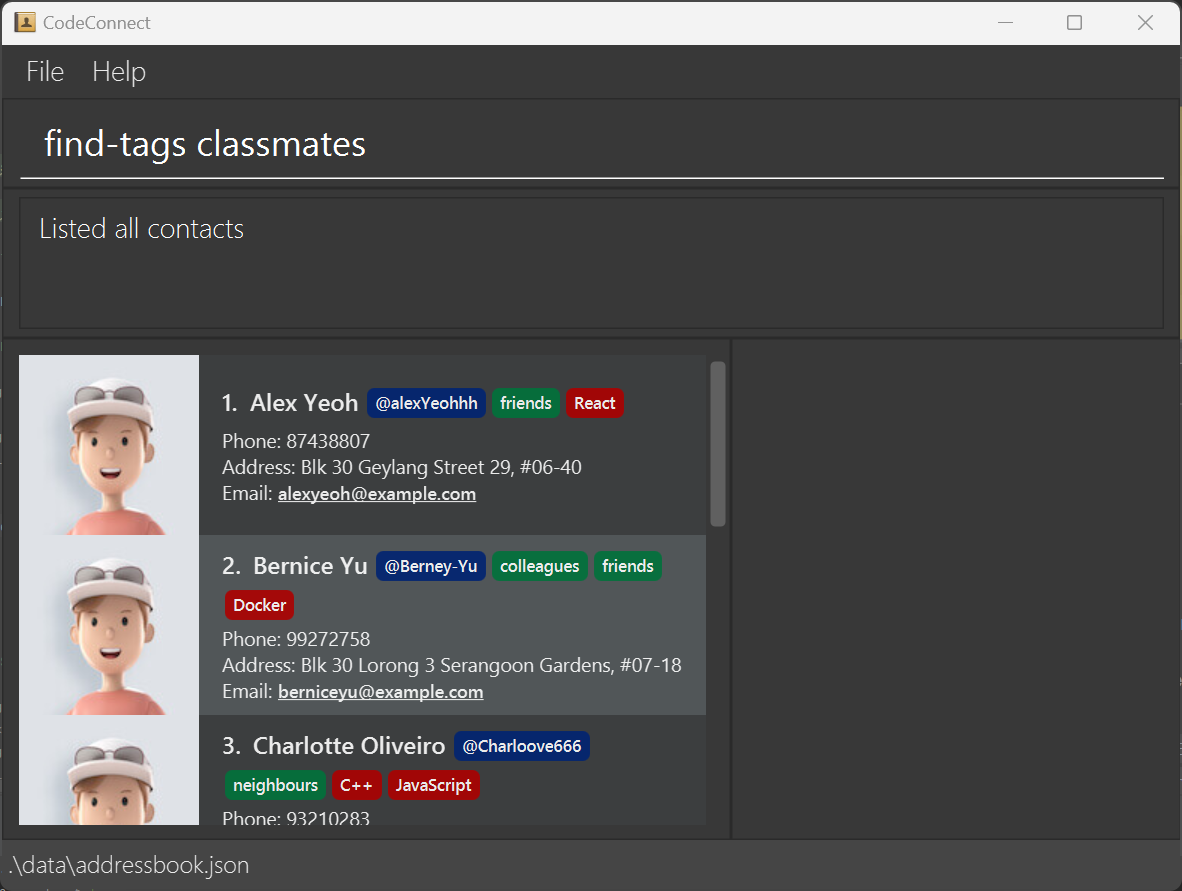 CodeConnect
File Help
find-tags classmates
Listed all contacts
1. Alex Yeoh @alexYeohhh friends React
Phone: 87438807
Address: Blk 30 Geylang Street 29, #06-40
Email: alexyeoh@example.com
2. Bernice Yu @Berney-Yu colleagues friends
Docker
Phone: 99272758
Address: Blk 30 Lorong 3 Serangoon Gardens, #07-18
Email: berniceyu@example.com
3. Charlotte Oliveiro @Charloove666
neighbours C++ JavaScript
Phone: 93210283
.\data\addressbook.json